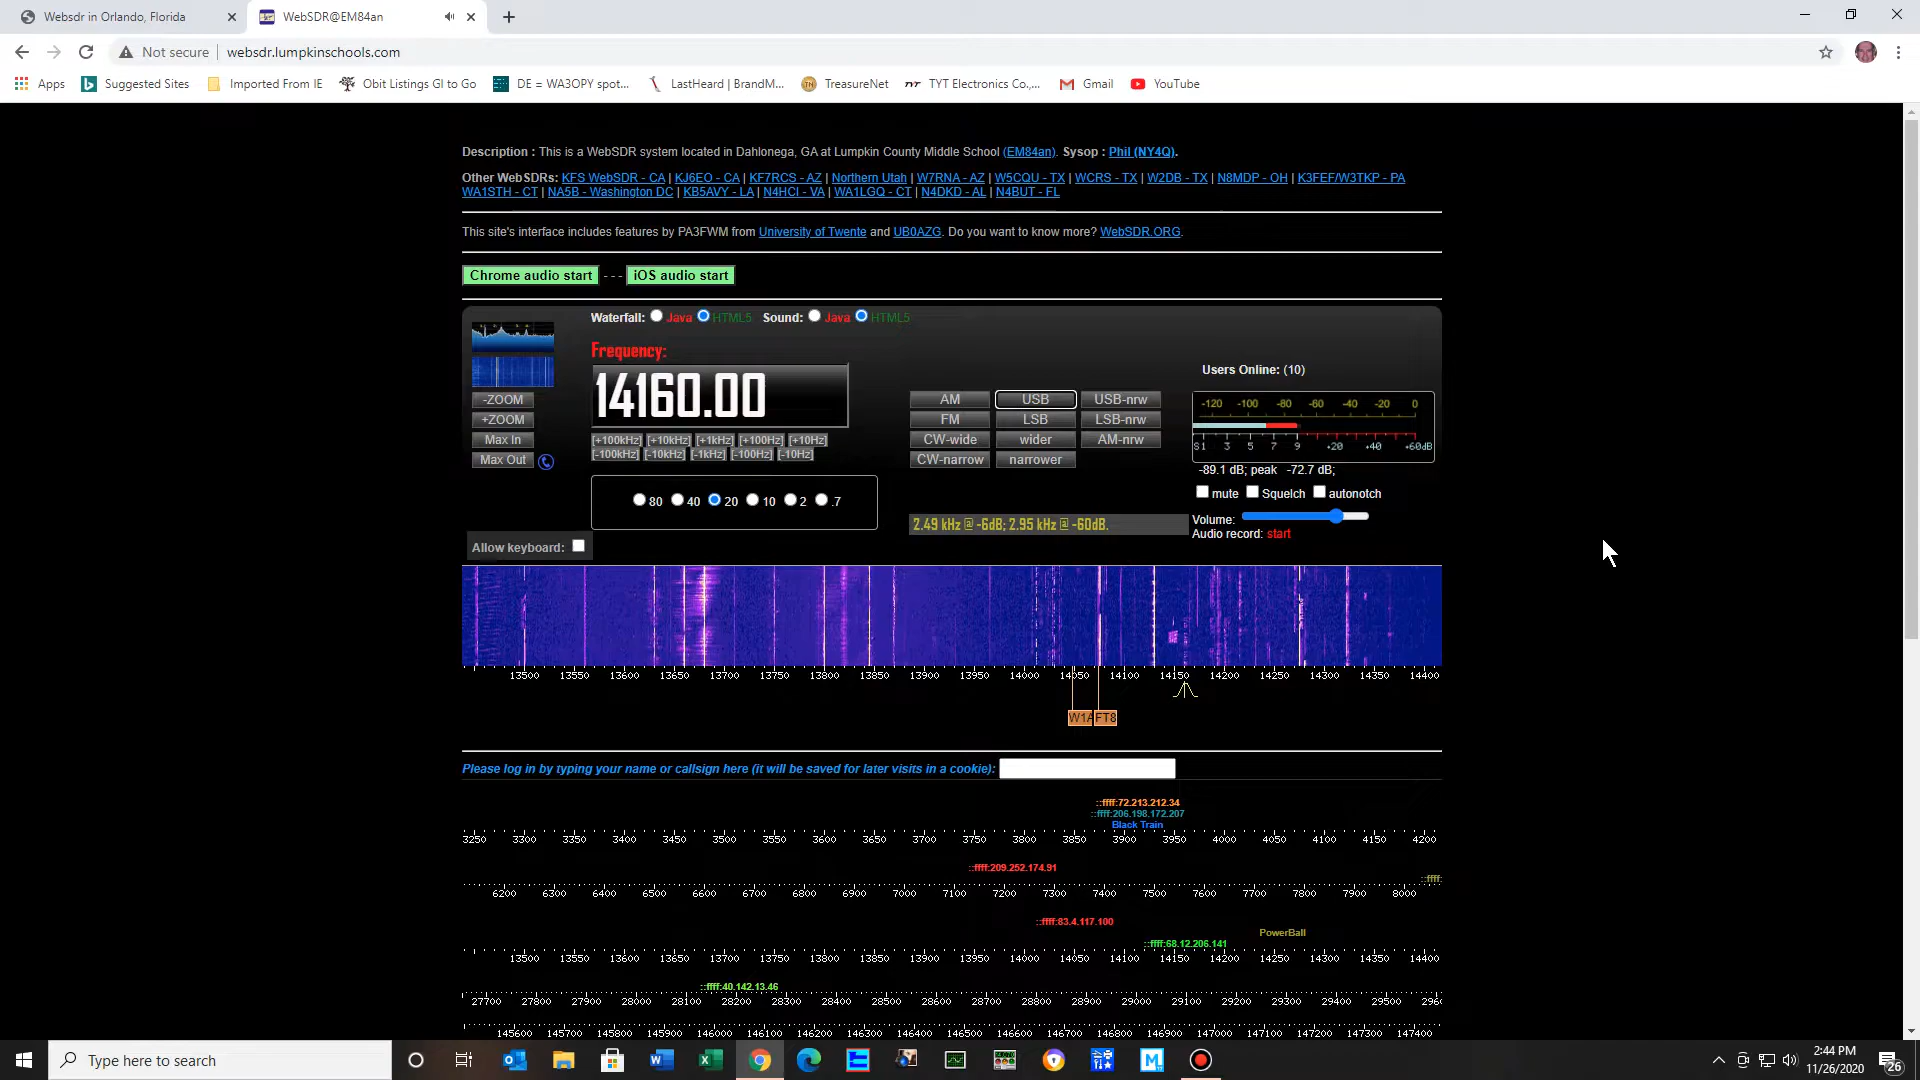 Websdr in Orlando, Florida
WebSDR@EM84an
Not secure
websdr.lumpkinschools.com
Apps
Suggested Sites
Imported From IE
Obit Listings GI to Go
DE = WA3OPY spot...
LastHeard | BrandM...
TreasureNet
TYT Electronics Co.,...
Gmail
YouTube
Description : This is a WebSDR system located in Dahlonega, GA at Lumpkin County Middle School (EM84an). Sysop : Phil (NY4Q).
Other WebSDRs: KFS WebSDR - CA | KJ6EO - CA | KF7RCS - AZ | Northern Utah | W7RNA - AZ | W5CQU - TX | WCRS - TX | W2DB - TX | N8MDP - OH | K3FEF/W3TKP - PA
WA1STH - CT | NA5B - Washington DC | KB5AVY - LA | N4HCI - VA | WA1LGQ - CT | N4DKD - AL | N4BUT - FL
This site's interface includes features by PA3FWM from University of Twente and UB0AZG. Do you want to know more? WebSDR.ORG.
Chrome audio start - - - iOS audio start
Waterfall: Java HTML5 Sound: Java HTML5
Frequency:
14160.00
-ZOOM
+ZOOM
Max In
Max Out
[+100kHz] [+10kHz] [+1kHz] [+100Hz] [+10Hz]
[-100kHz] [-10kHz] [-1kHz] [-100Hz] [-10Hz]
80 40 20 10 2 .7
Allow keyboard:
AM USB USB-nrw
FM LSB LSB-nrw
CW-wide wider AM-nrw
CW-narrow narrower
2.49 kHz @ -6dB; 2.95 kHz @ -60dB.
Users Online: (10)
-120 -100 -80 -60 -40 -20 0
S1 3 5 7 9 +20 +40 +60dB
-89.1 dB; peak -72.7 dB;
mute Squelch autonotch
Volume:
Audio record: start
13500 13550 13600 13650 13700 13750 13800 13850 13900 13950 14000 14050 14100 14150 14200 14250 14300 14350 14400
W1A FT8
Please log in by typing your name or callsign here (it will be saved for later visits in a cookie):
::ffff:72.213.212.34
::ffff:206.198.172.207
Black Train
3250 3300 3350 3400 3450 3500 3550 3600 3650 3700 3750 3800 3850 3900 3950 4000 4050 4100 4150 4200
::ffff:209.252.174.91
::ffff:
6200 6300 6400 6500 6600 6700 6800 6900 7000 7100 7200 7300 7400 7500 7600 7700 7800 7900 8000
::ffff:83.4.117.100
PowerBall
::ffff:68.12.206.141
13500 13550 13600 13650 13700 13750 13800 13850 13900 13950 14000 14050 14100 14150 14200 14250 14300 14350 14400
::ffff:40.142.13.46
27700 27800 27900 28000 28100 28200 28300 28400 28500 28600 28700 28800 28900 29000 29100 29200 29300 29400 29500 2960
145600 145700 145800 145900 146000 146100 146200 146300 146400 146500 146600 146700 146800 146900 147000 147100 147200 147300 147400
Type here to search
2:44 PM
11/26/2020
26